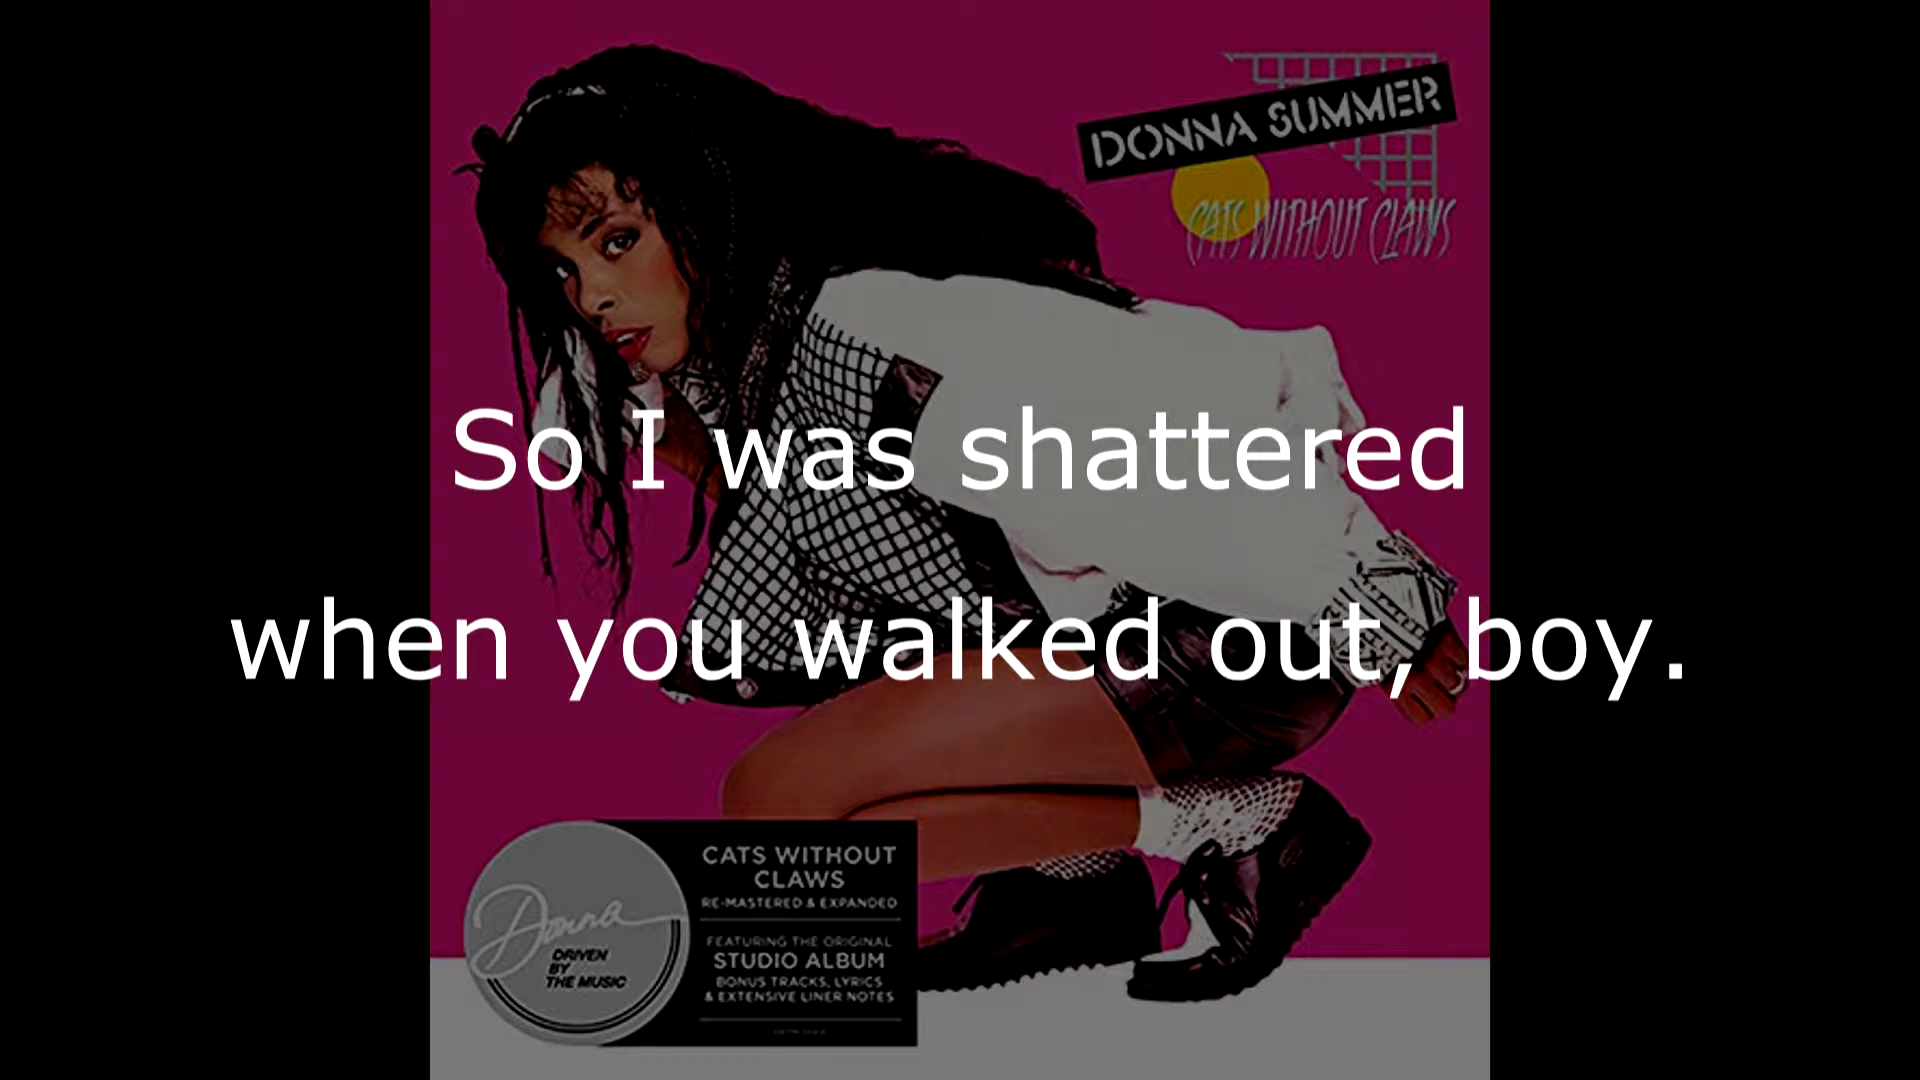 DONNA SUMMER
CATS WITHOUT CLAWS
So I was shattered
when you walked out, boy.
CATS WITHOUT
CLAWS
RE-MASTERED & EXPANDED
FEATURING THE ORIGINAL
STUDIO ALBUM
BONUS TRACKS, LYRICS
& EXTENSIVE LINER NOTES
Donna
DRIVEN
BY
THE MUSIC